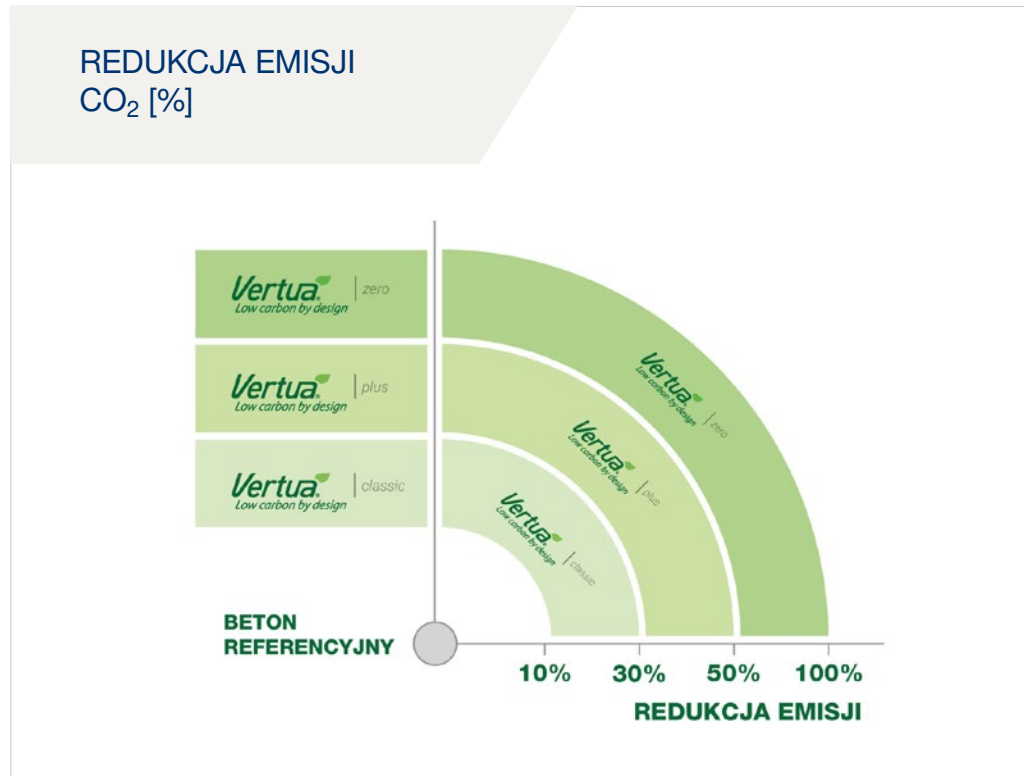 REDUKCJA EMISJI
CO₂ [%]
Vertua® | zero
Low carbon by design
Vertua® | plus
Low carbon by design
Vertua® | classic
Low carbon by design
Vertua® | zero
Low carbon by design
Vertua® | plus
Low carbon by design
Vertua® | classic
Low carbon by design
BETON
REFERENCYJNY
10% 30% 50% 100%
REDUKCJA EMISJI